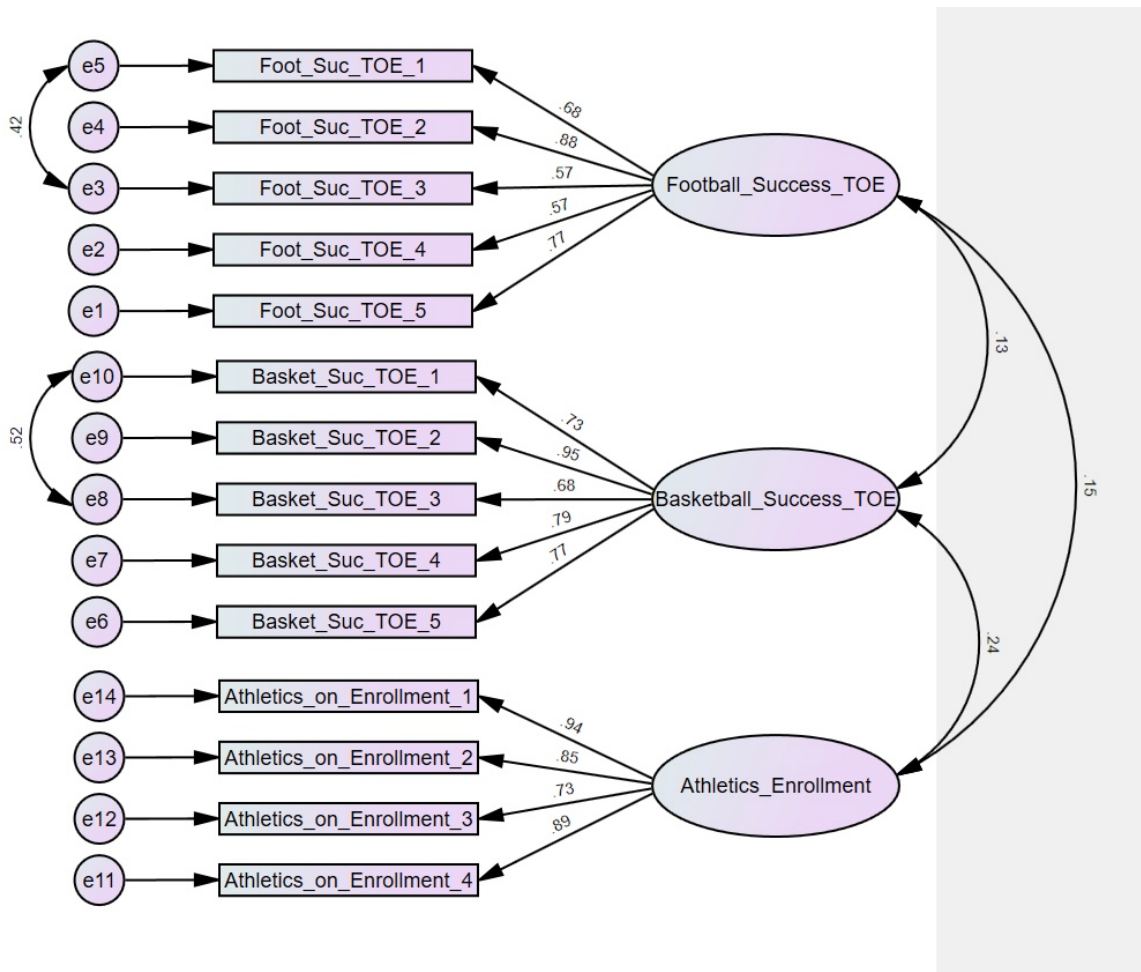 e5
Foot_Suc_TOE_1
.68
.42
e4
Foot_Suc_TOE_2
.88
e3
Foot_Suc_TOE_3
.57
Football_Success_TOE
e2
Foot_Suc_TOE_4
.57
e1
Foot_Suc_TOE_5
.77
.13
e10
Basket_Suc_TOE_1
.73
.52
e9
Basket_Suc_TOE_2
.95
e8
Basket_Suc_TOE_3
.68
Basketball_Success_TOE
.15
e7
Basket_Suc_TOE_4
.79
e6
Basket_Suc_TOE_5
.77
.24
e14
Athletics_on_Enrollment_1
.94
e13
Athletics_on_Enrollment_2
.85
Athletics_Enrollment
e12
Athletics_on_Enrollment_3
.73
e11
Athletics_on_Enrollment_4
.89